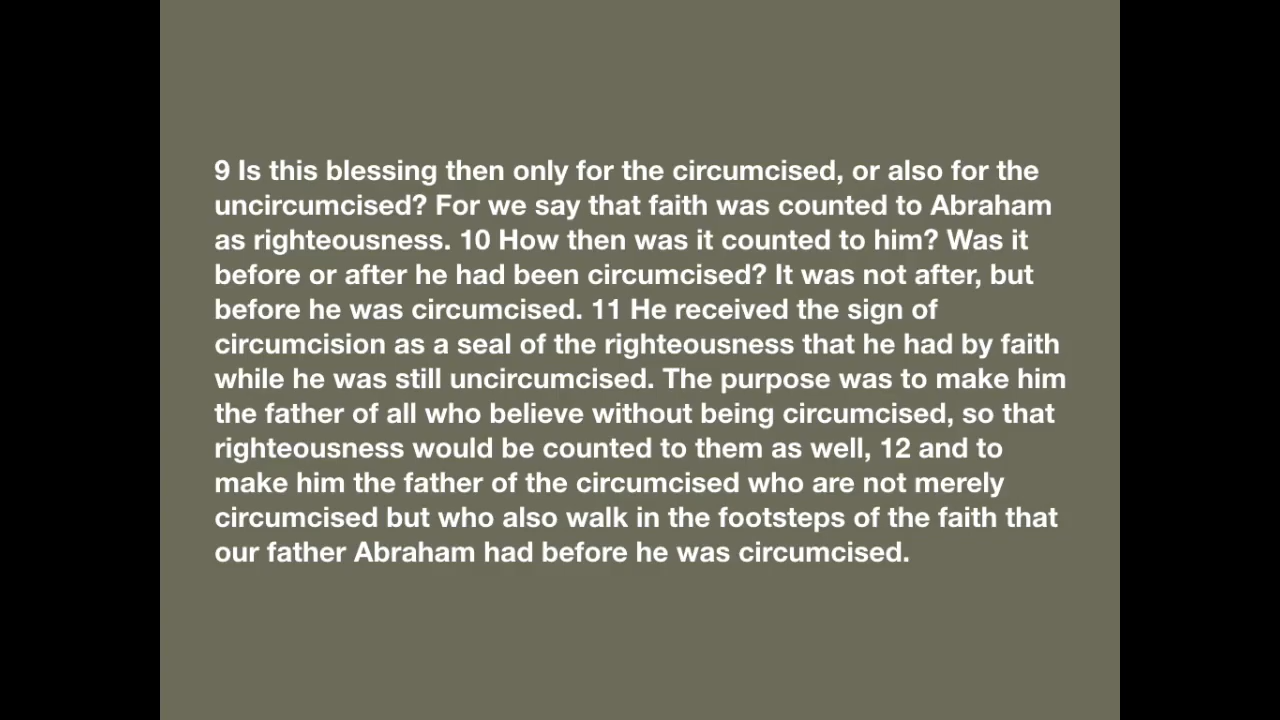 9 Is this blessing then only for the circumcised, or also for the
uncircumcised? For we say that faith was counted to Abraham
as righteousness. 10 How then was it counted to him? Was it
before or after he had been circumcised? It was not after, but
before he was circumcised. 11 He received the sign of
circumcision as a seal of the righteousness that he had by faith
while he was still uncircumcised. The purpose was to make him
the father of all who believe without being circumcised, so that
righteousness would be counted to them as well, 12 and to
make him the father of the circumcised who are not merely
circumcised but who also walk in the footsteps of the faith that
our father Abraham had before he was circumcised.